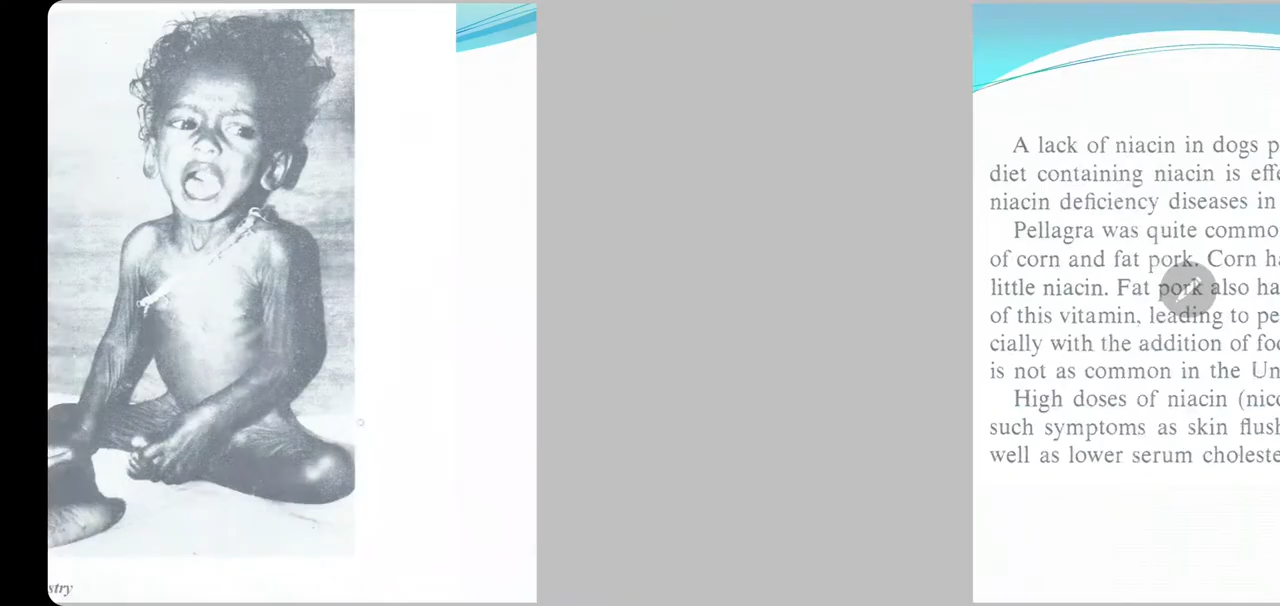 stry
A lack of niacin in dogs p
diet containing niacin is effe
niacin deficiency diseases in
Pellagra was quite commo
of corn and fat pork. Corn ha
little niacin. Fat pork also ha
of this vitamin, leading to pe
cially with the addition of foo
is not as common in the Un
High doses of niacin (nico
such symptoms as skin flush
well as lower serum choleste